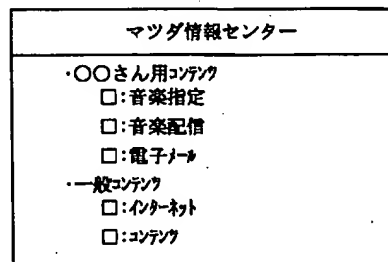 マツダ情報センター
・〇〇さん用コンテンツ
□:音楽指定
□:音楽配信
□:電子メール
・一般コンテンツ
□:インターネット
□:コンテンツ